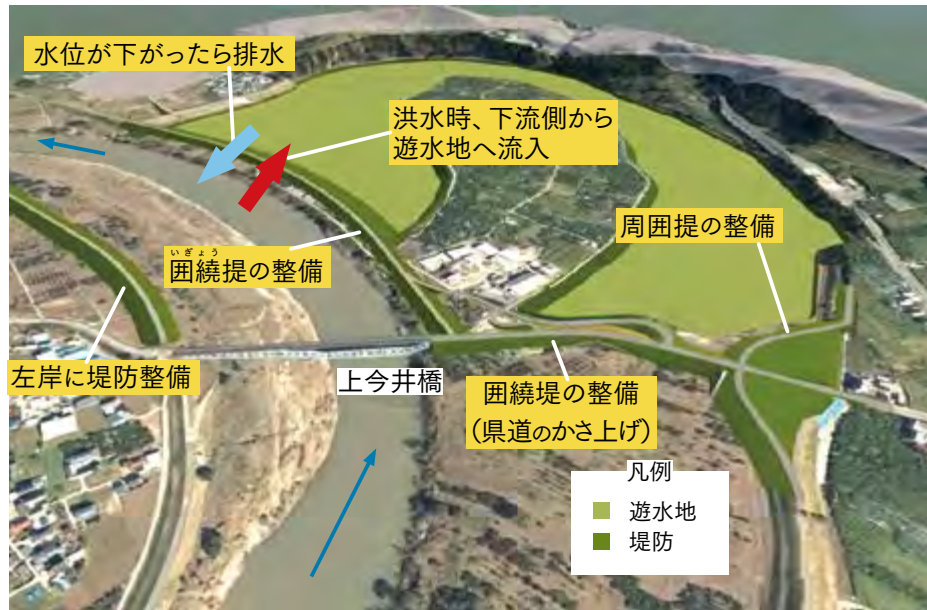 水位が下がったら排水
洪水時、下流側から
遊水地へ流入
周囲提の整備
いぎょう
囲繞提の整備
左岸に堤防整備
上今井橋
囲繞堤の整備
（県道のかさ上げ）
凡例
遊水地
堤防